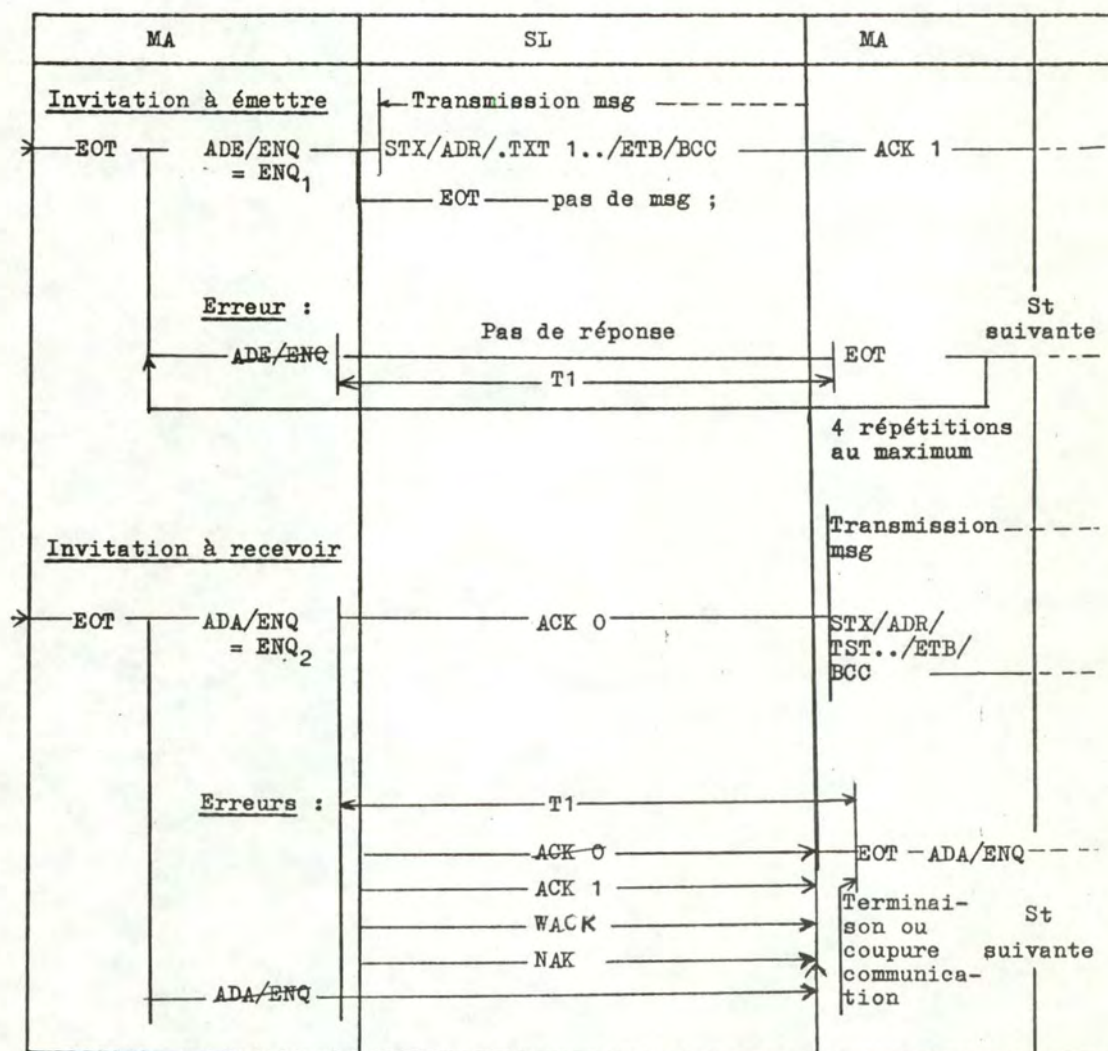 MA SL MA
Invitation à émettre
Transmission msg
EOT ADE/ENQ STX/ADR/.TXT 1../ETB/BCC ACK 1
= ENQ1
EOT pas de msg ;
Erreur :
St
suivante
Pas de réponse
ADE/ENQ EOT
T1
4 répétitions
au maximum
Transmission
msg
Invitation à recevoir
EOT ADA/ENQ ACK 0 STX/ADR/
= ENQ2 TST../ETB/
BCC
Erreurs : T1
ACK 0 EOT ADA/ENQ
ACK 1
WACK
NAK
ADA/ENQ
Terminai-
son ou
coupure
communica-
tion
St
suivante